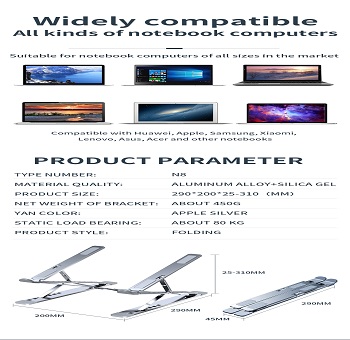 Widely compatible
All kinds of notebook computers
Suitable for notebook computers of all sizes in the market
Compatible with Huawei, Apple, Samsung, Xiaomi,
Lenovo, Asus, Acer and other notebooks
PRODUCT PARAMETER
TYPE NUMBER: N8
MATERIAL QUALITY: ALUMINUM ALLOY+SILICA GEL
PRODUCT SIZE: 290*200*25-310 (MM)
NET WEIGHT OF BRACKET: ABOUT 450G
YAN COLOR: APPLE SILVER
STATIC LOAD BEARING: ABOUT 80 KG
PRODUCT STYLE: FOLDING
25-310MM
200MM
290MM
45MM
290MM